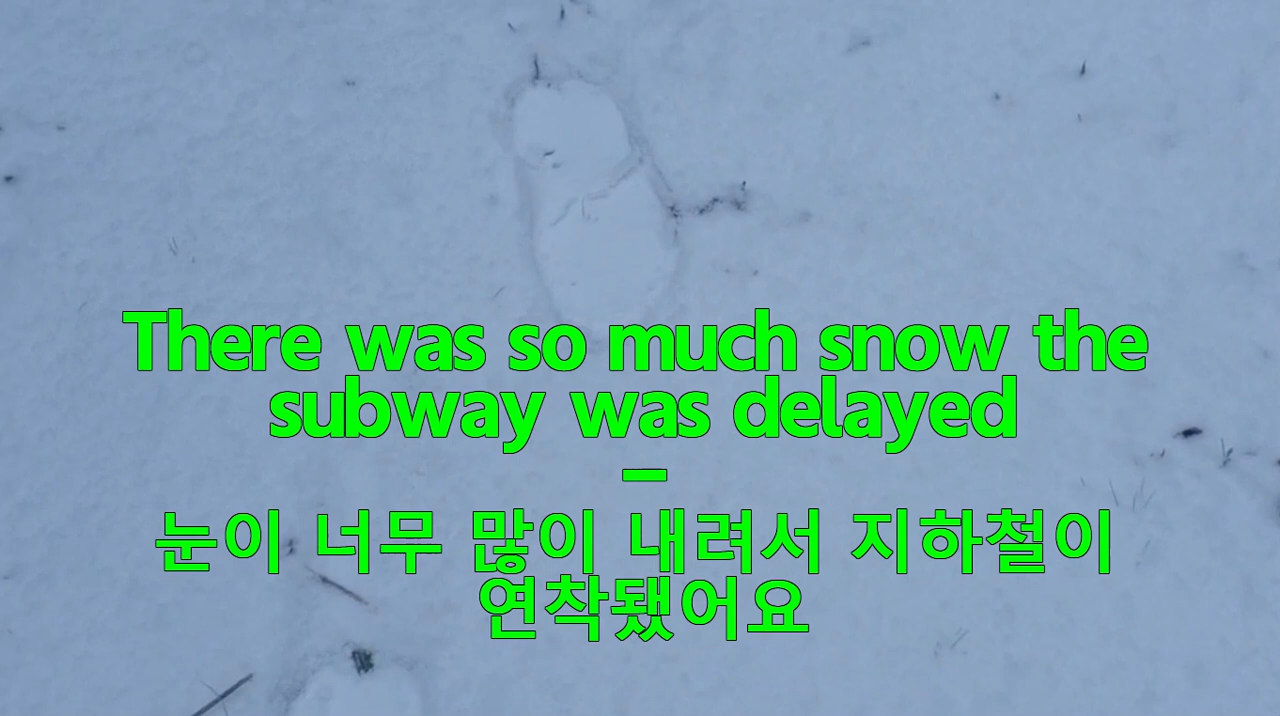 There was so much snow the
subway was delayed
–
눈이 너무 많이 내려서 지하철이
연착됐어요